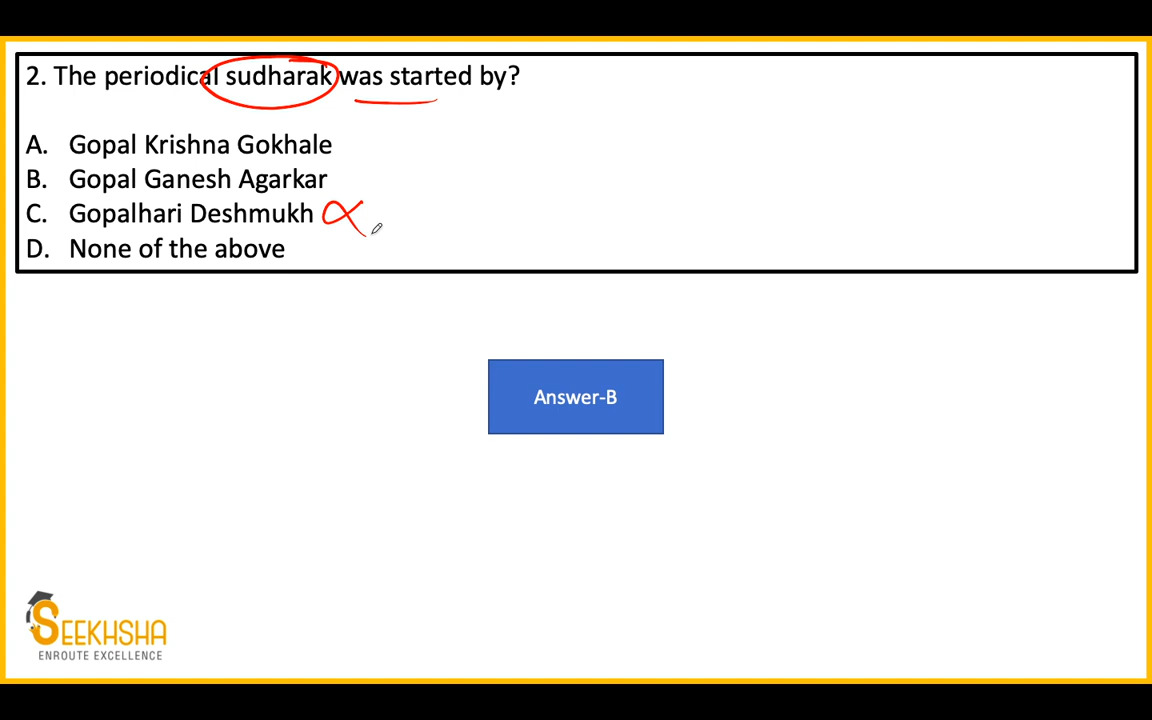 2. The periodical sudharak was started by?
A. Gopal Krishna Gokhale
B. Gopal Ganesh Agarkar
C. Gopalhari Deshmukh
D. None of the above
Answer-B
SEEKHSHA
ENROUTE EXCELLENCE